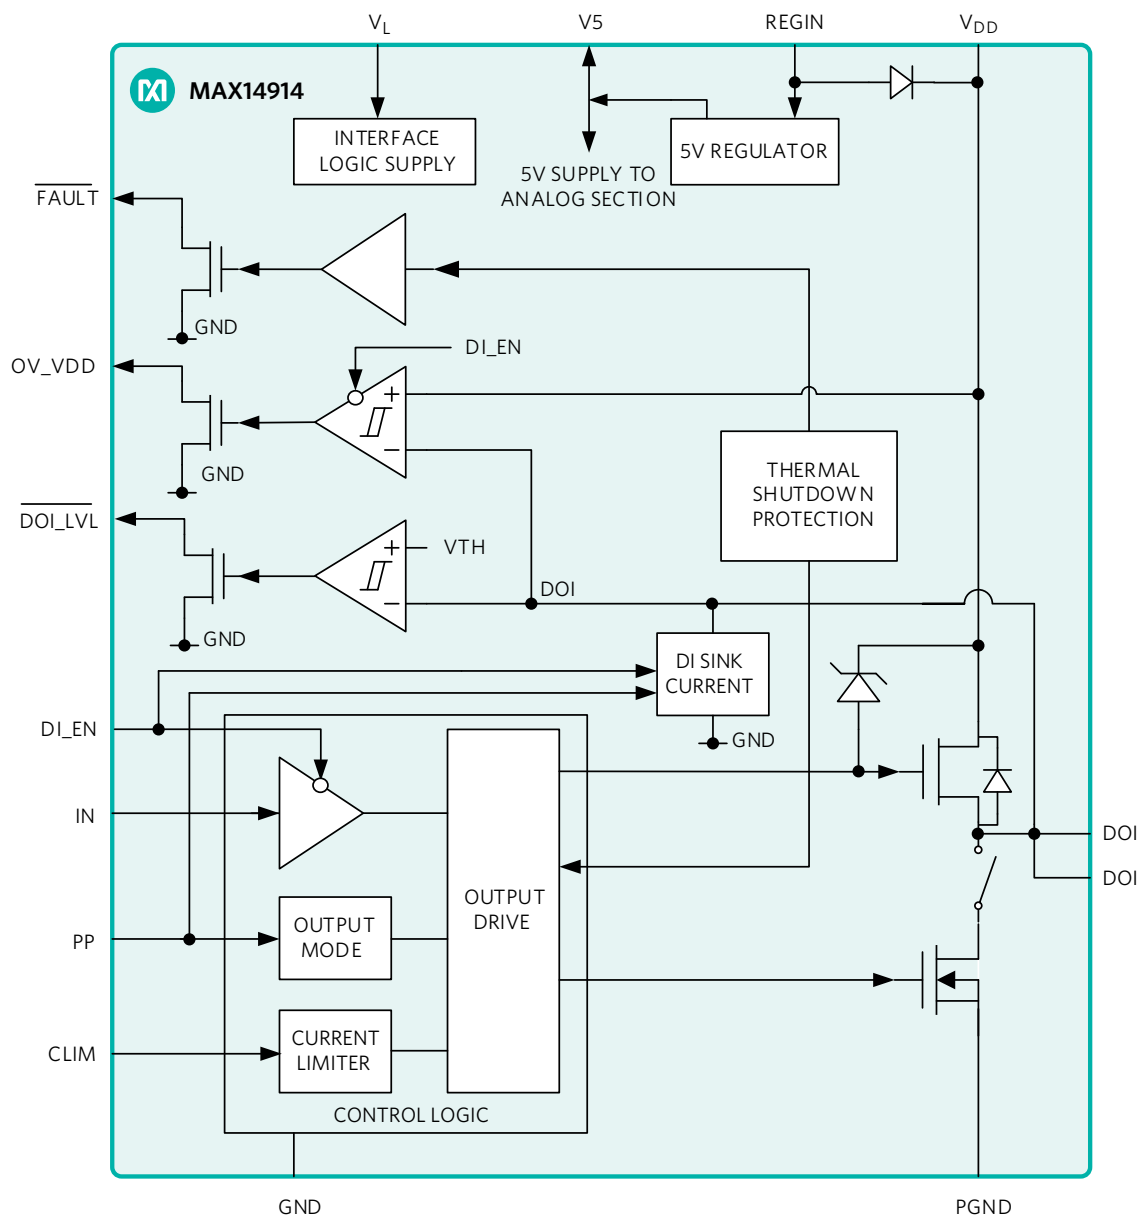 VL
V5
REGIN
VDD
MAX14914
INTERFACE
LOGIC SUPPLY
5V REGULATOR
5V SUPPLY TO
ANALOG SECTION
FAULT
GND
OV_VDD
DI_EN
+
−
GND
THERMAL
SHUTDOWN
PROTECTION
DOI_LVL
+
VTH
−
DOI
GND
DI SINK
CURRENT
GND
DI_EN
IN
OUTPUT
DRIVE
DOI
DOI
PP
OUTPUT
MODE
CLIM
CURRENT
LIMITER
CONTROL LOGIC
GND
PGND